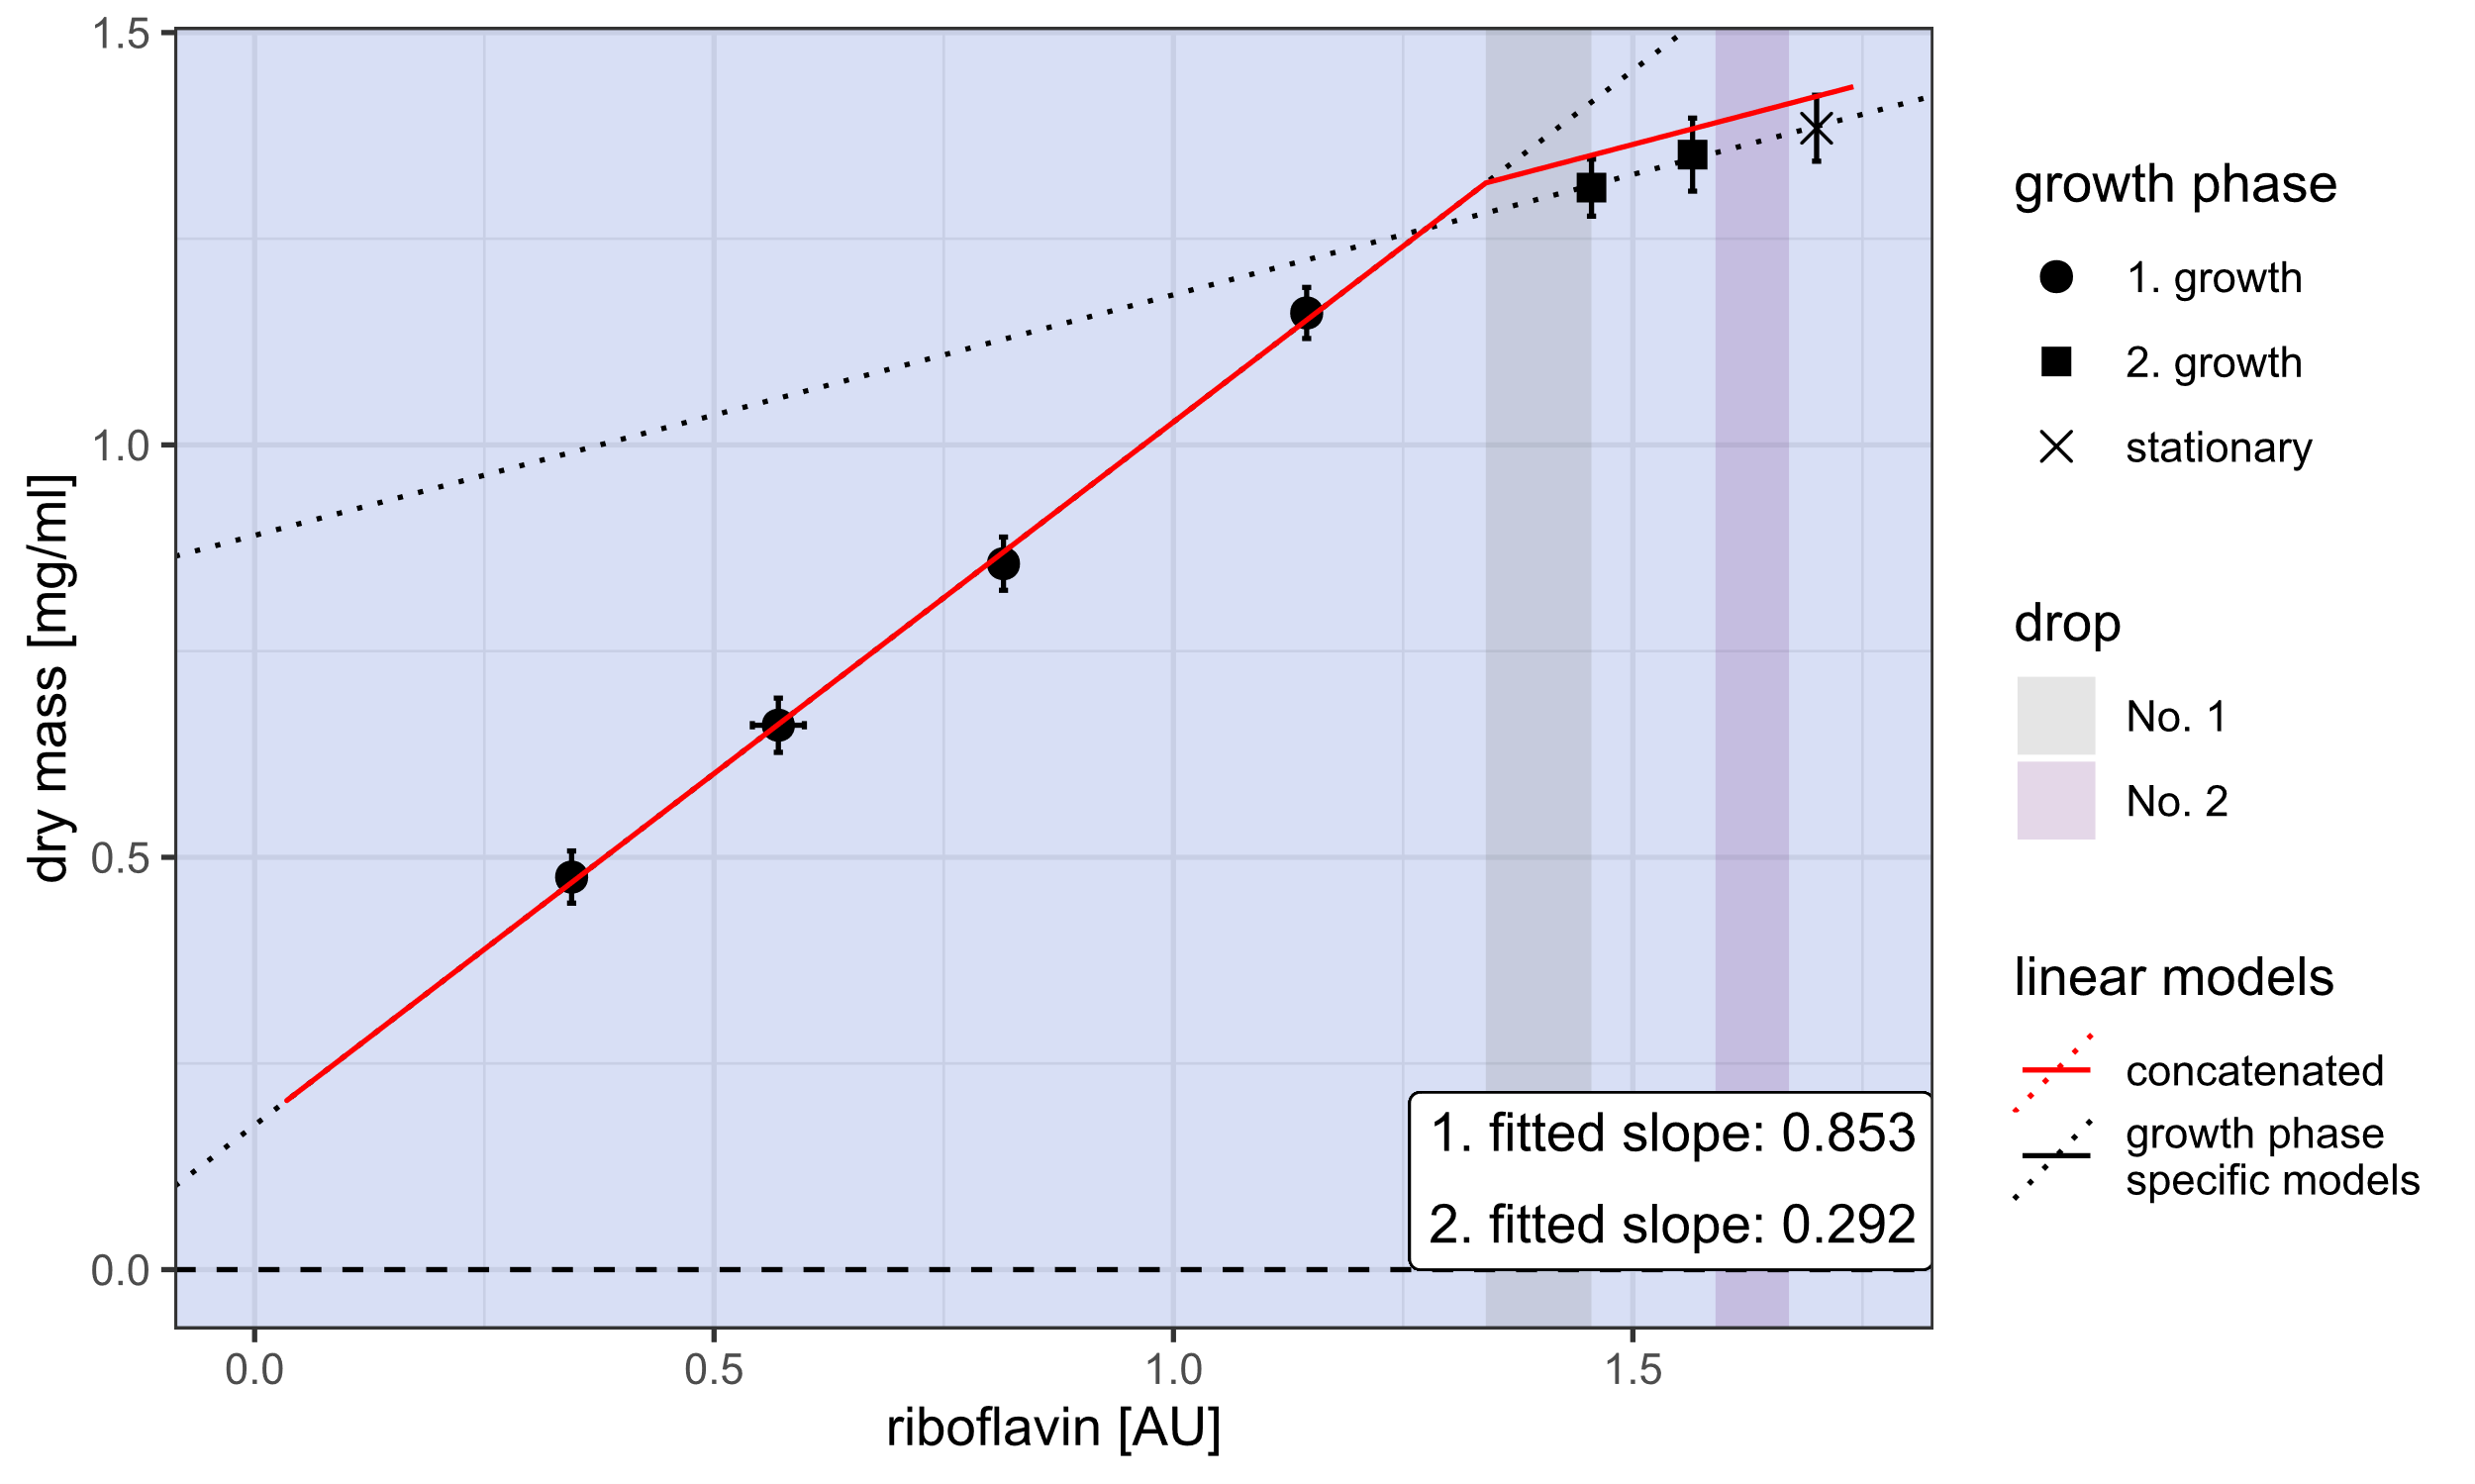 1.5
1.0
0.5
0.0
dry mass [mg/ml]
0.0
0.5
1.0
1.5
riboflavin [AU]
1. fitted slope: 0.853
2. fitted slope: 0.292
growth phase
1. growth
2. growth
stationary
drop
No. 1
No. 2
linear models
concatenated
growth phase
specific models